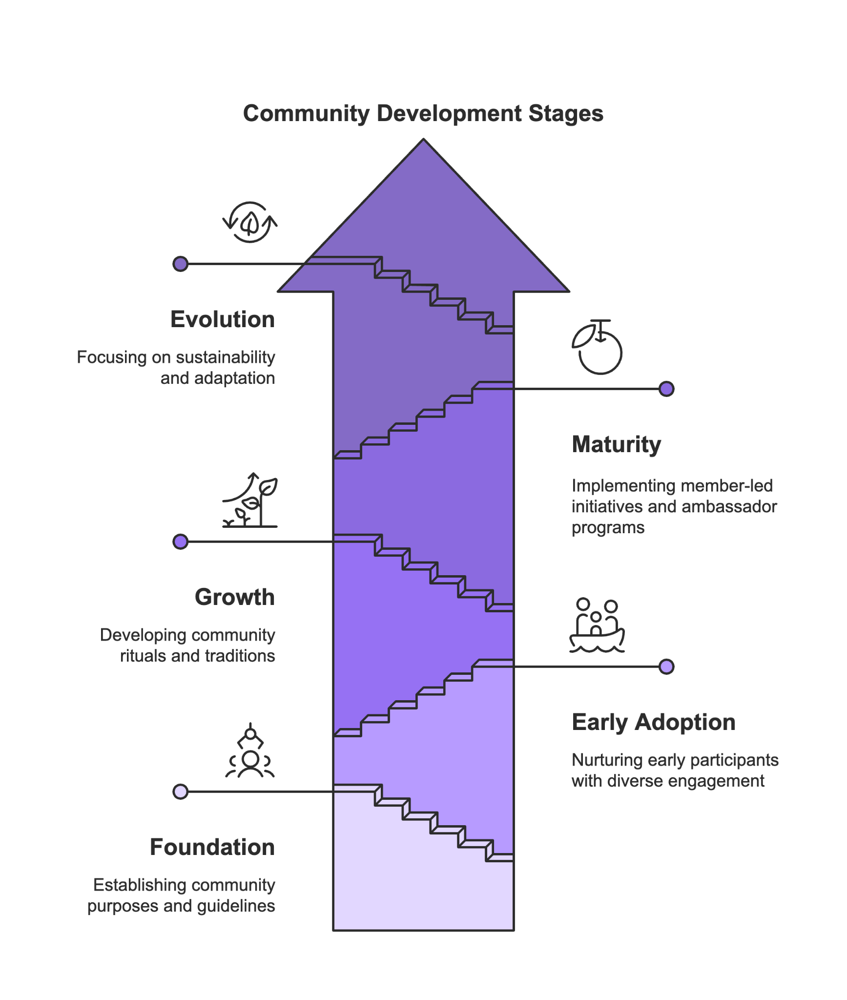 Community Development Stages
Evolution
Focusing on sustainability
and adaptation
Maturity
Implementing member-led
initiatives and ambassador
programs
Growth
Developing community
rituals and traditions
Early Adoption
Nurturing early participants
with diverse engagement
Foundation
Establishing community
purposes and guidelines